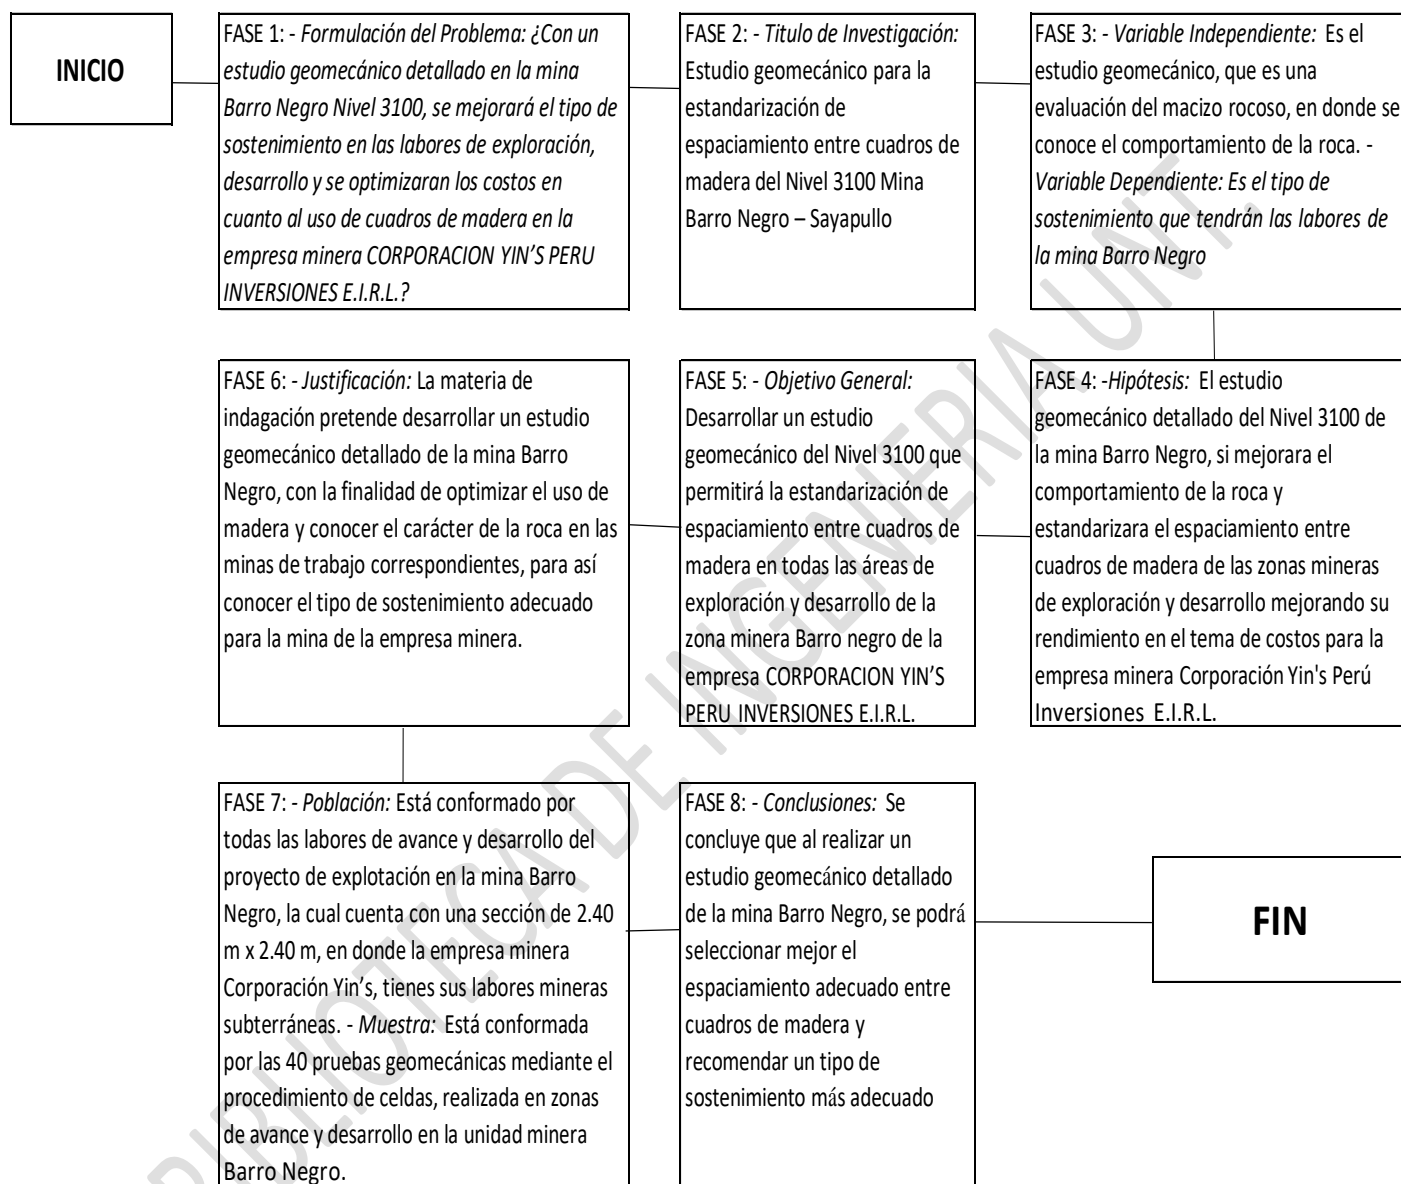 INICIO
FASE 1: - Formulación del Problema: ¿Con un
estudio geomecánico detallado en la mina
Barro Negro Nivel 3100, se mejorará el tipo de
sostenimiento en las labores de exploración,
desarrollo y se optimizaran los costos en
cuanto al uso de cuadros de madera en la
empresa minera CORPORACION YIN'S PERU
INVERSIONES E.I.R.L.?
FASE 2: - Titulo de Investigación:
Estudio geomecánico para la
estandarización de
espaciamiento entre cuadros de
madera del Nivel 3100 Mina
Barro Negro – Sayapullo
FASE 3: - Variable Independiente: Es el
estudio geomecánico, que es una
evaluación del macizo rocoso, en donde se
conoce el comportamiento de la roca. -
Variable Dependiente: Es el tipo de
sostenimiento que tendrán las labores de
la mina Barro Negro
FASE 4: -Hipótesis: El estudio
geomecánico detallado del Nivel 3100 de
la mina Barro Negro, si mejorara el
comportamiento de la roca y
estandarizara el espaciamiento entre
cuadros de madera de las zonas mineras
de exploración y desarrollo mejorando su
rendimiento en el tema de costos para la
empresa minera Corporación Yin's Perú
Inversiones E.I.R.L.
FASE 5: - Objetivo General:
Desarrollar un estudio
geomecánico del Nivel 3100 que
permitirá la estandarización de
espaciamiento entre cuadros de
madera en todas las áreas de
exploración y desarrollo de la
zona minera Barro negro de la
empresa CORPORACION YIN'S
PERU INVERSIONES E.I.R.L.
FASE 6: - Justificación: La materia de
indagación pretende desarrollar un estudio
geomecánico detallado de la mina Barro
Negro, con la finalidad de optimizar el uso de
madera y conocer el carácter de la roca en las
minas de trabajo correspondientes, para así
conocer el tipo de sostenimiento adecuado
para la mina de la empresa minera.
FASE 7: - Población: Está conformado por
todas las labores de avance y desarrollo del
proyecto de explotación en la mina Barro
Negro, la cual cuenta con una sección de 2.40
m x 2.40 m, en donde la empresa minera
Corporación Yin's, tienes sus labores mineras
subterráneas. - Muestra: Está conformada
por las 40 pruebas geomecánicas mediante el
procedimiento de celdas, realizada en zonas
de avance y desarrollo en la unidad minera
Barro Negro.
FASE 8: - Conclusiones: Se
concluye que al realizar un
estudio geomecánico detallado
de la mina Barro Negro, se podrá
seleccionar mejor el
espaciamiento adecuado entre
cuadros de madera y
recomendar un tipo de
sostenimiento más adecuado
FIN
BIBLIOTECA DE INGENIERIA UNT.